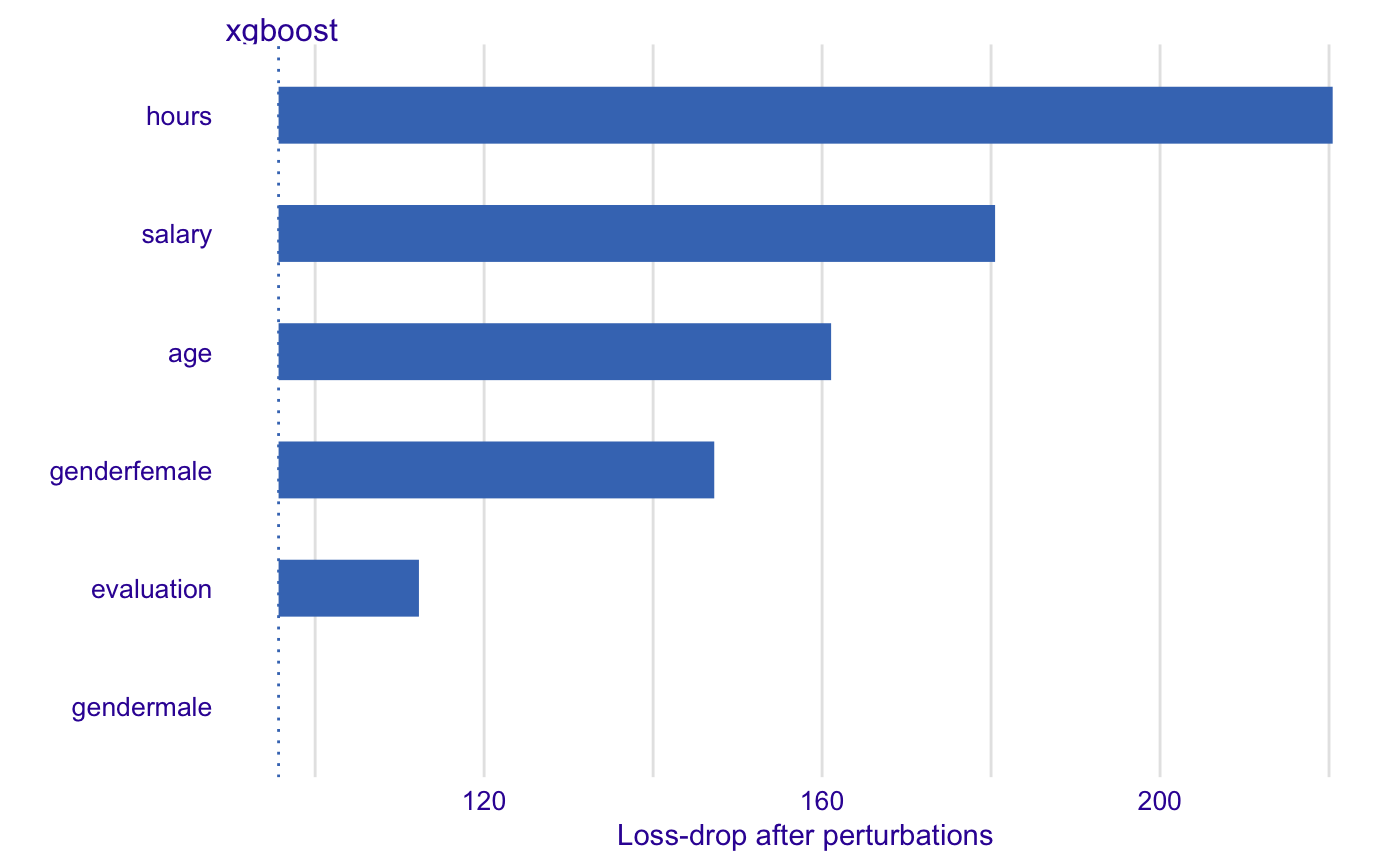 xgboost
hours
salary
age
genderfemale
evaluation
gendermale
120 160 200
Loss-drop after perturbations